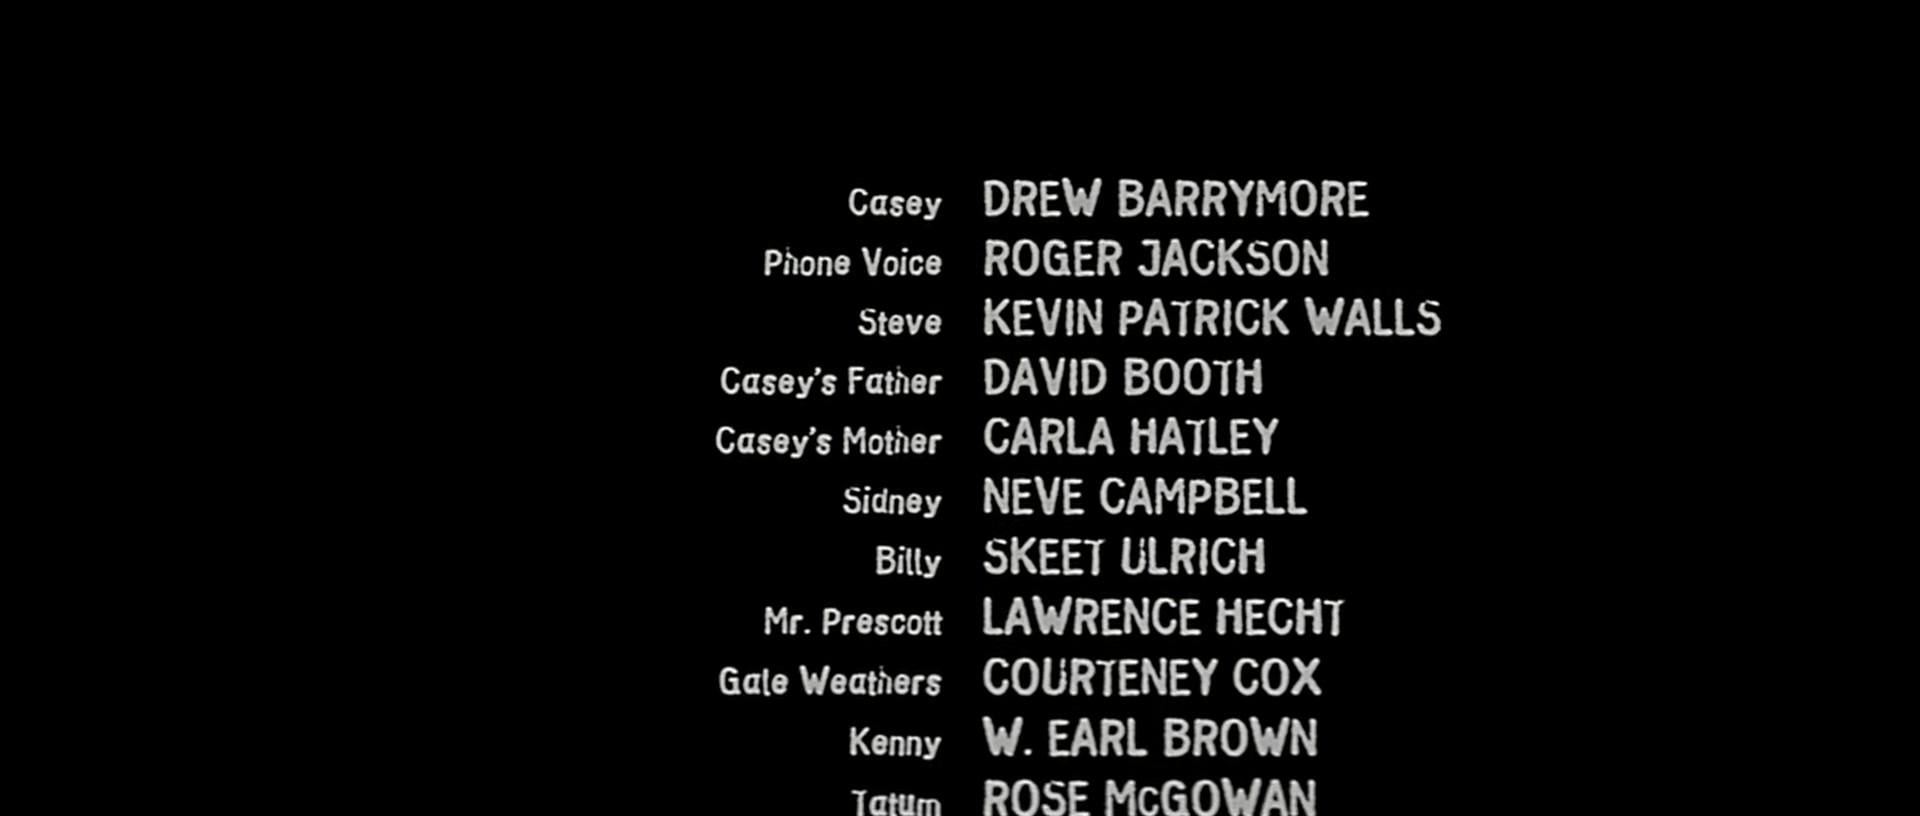 Casey DREW BARRYMORE
Phone Voice ROGER JACKSON
Steve KEVIN PATRICK WALLS
Casey's Father DAVID BOOTH
Casey's Mother CARLA HATLEY
Sidney NEVE CAMPBELL
Billy SKEET ULRICH
Mr. Prescott LAWRENCE HECHT
Gale Weathers COURTENEY COX
Kenny W. EARL BROWN
Tatum ROSE McGOWAN